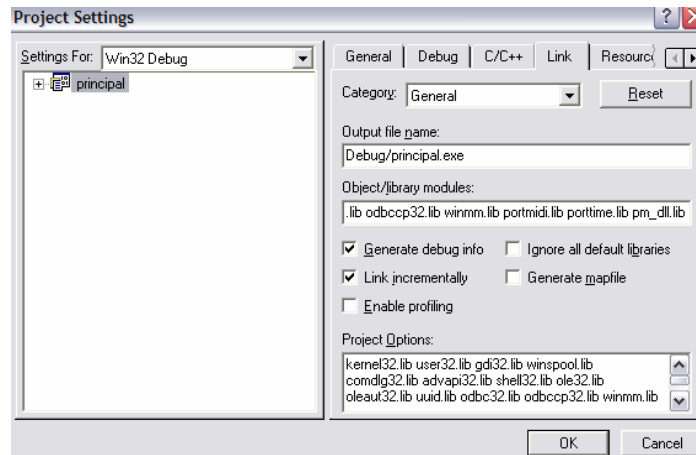 Project Settings
Settings For: Win32 Debug
principal
General Debug C/C++ Link Resourc
Category: General Reset
Output file name:
Debug/principal.exe
Object/library modules:
.lib odbccp32.lib winmm.lib portmidi.lib porttime.lib pm_dll.lib
Generate debug info Ignore all default libraries
Link incrementally Generate mapfile
Enable profiling
Project Options:
kernel32.lib user32.lib gdi32.lib winspool.lib
comdlg32.lib advapi32.lib shell32.lib ole32.lib
oleaut32.lib uuid.lib odbc32.lib odbccp32.lib winmm.lib
OK Cancel